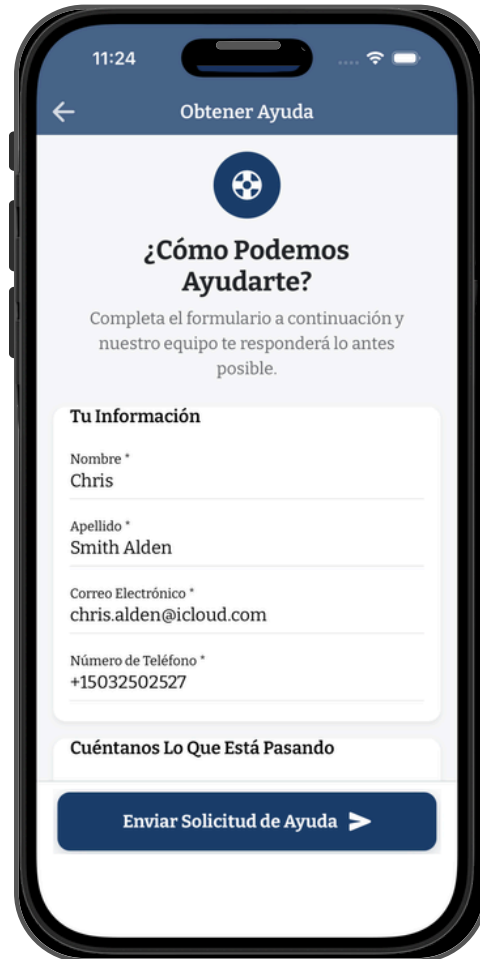 11:24
Obtener Ayuda
¿Cómo Podemos
Ayudarte?
Completa el formulario a continuación y
nuestro equipo te responderá lo antes
posible.
Tu Información
Nombre *
Chris
Apellido *
Smith Alden
Correo Electrónico *
chris.alden@icloud.com
Número de Teléfono *
+15032502527
Cuéntanos Lo Que Está Pasando
Enviar Solicitud de Ayuda